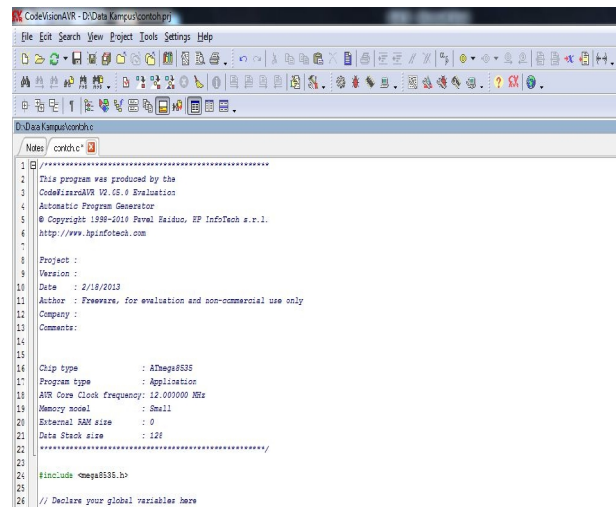 CodeVisionAVR - D:\Data Kampus\contoh.prj
File Edit Search View Project Tools Settings Help
D:\Data Kampus\contoh.c
Notes contoh.c*
1 /*****************************************************
2 This program was produced by the
3 CodeWizardAVR V2.05.0 Evaluation
4 Automatic Program Generator
5 © Copyright 1998-2010 Pavel Haiduc, HP InfoTech s.r.l.
6 http://www.hpinfotech.com
7
8 Project :
9 Version :
10 Date : 2/18/2013
11 Author : Freeware, for evaluation and non-commercial use only
12 Company :
13 Comments:
14
15
16 Chip type : ATmega8535
17 Program type : Application
18 AVR Core Clock frequency: 12.000000 MHz
19 Memory model : Small
20 External RAM size : 0
21 Data Stack size : 128
22 *****************************************************/
23
24 #include <mega8535.h>
25
26 // Declare your global variables here